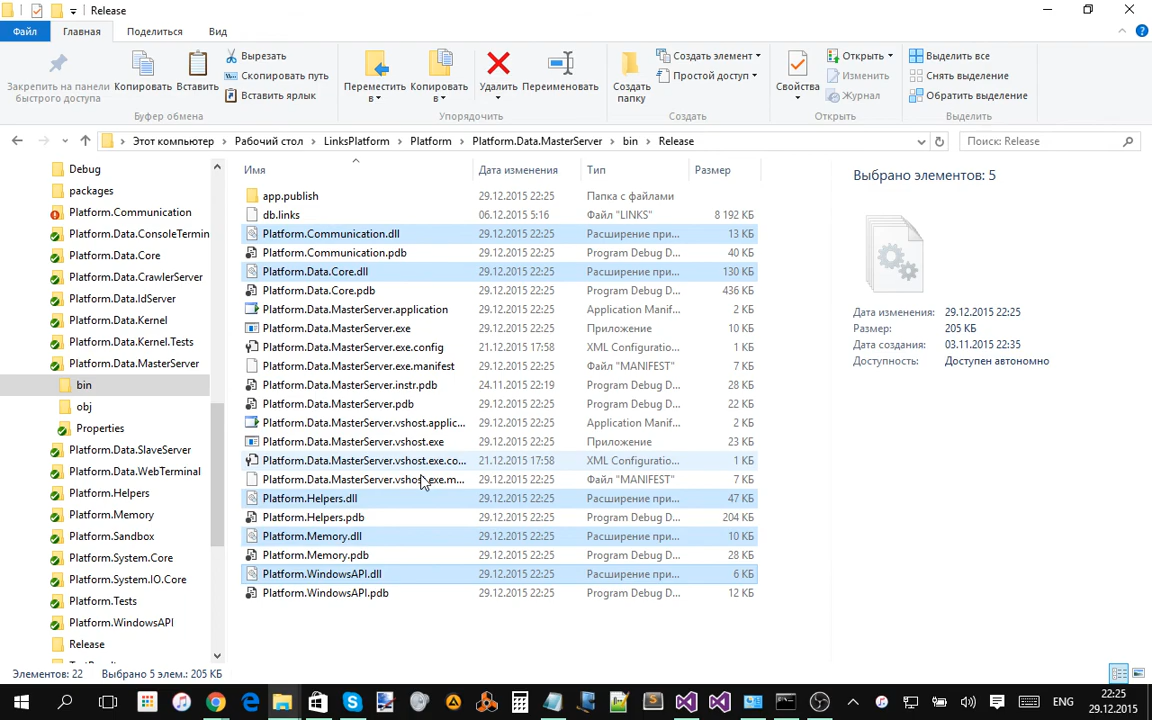 Release
Файл Главная Поделиться Вид
Закрепить на панели быстрого доступа
Копировать
Вставить
Вырезать
Скопировать путь
Вставить ярлык
Буфер обмена
Переместить в
Копировать в
Удалить
Переименовать
Упорядочить
Создать папку
Создать элемент
Простой доступ
Создать
Свойства
Открыть
Изменить
Журнал
Открыть
Выделить все
Снять выделение
Обратить выделение
Выделить
Этот компьютер Рабочий стол LinksPlatform Platform Platform.Data.MasterServer bin Release
Поиск: Release
Debug
packages
Platform.Communication
Platform.Data.ConsoleTermin
Platform.Data.Core
Platform.Data.CrawlerServer
Platform.Data.IdServer
Platform.Data.Kernel
Platform.Data.Kernel.Tests
Platform.Data.MasterServer
bin
obj
Properties
Platform.Data.SlaveServer
Platform.Data.WebTerminal
Platform.Helpers
Platform.Memory
Platform.Sandbox
Platform.System.Core
Platform.System.IO.Core
Platform.Tests
Platform.WindowsAPI
Release
Имя Дата изменения Тип Размер
app.publish 29.12.2015 22:25 Папка с файлами
db.links 06.12.2015 5:16 Файл "LINKS" 8 192 КБ
Platform.Communication.dll 29.12.2015 22:25 Расширение при... 13 КБ
Platform.Communication.pdb 29.12.2015 22:25 Program Debug D... 40 КБ
Platform.Data.Core.dll 29.12.2015 22:25 Расширение при... 130 КБ
Platform.Data.Core.pdb 29.12.2015 22:25 Program Debug D... 436 КБ
Platform.Data.MasterServer.application 29.12.2015 22:25 Application Manif... 2 КБ
Platform.Data.MasterServer.exe 29.12.2015 22:25 Приложение 10 КБ
Platform.Data.MasterServer.exe.config 21.12.2015 17:58 XML Configuratio... 1 КБ
Platform.Data.MasterServer.exe.manifest 29.12.2015 22:25 Файл "MANIFEST" 7 КБ
Platform.Data.MasterServer.instr.pdb 24.11.2015 22:19 Program Debug D... 28 КБ
Platform.Data.MasterServer.pdb 29.12.2015 22:25 Program Debug D... 22 КБ
Platform.Data.MasterServer.vshost.applic... 29.12.2015 22:25 Application Manif... 2 КБ
Platform.Data.MasterServer.vshost.exe 29.12.2015 22:25 Приложение 23 КБ
Platform.Data.MasterServer.vshost.exe.co... 21.12.2015 17:58 XML Configuratio... 1 КБ
Platform.Data.MasterServer.vshost.exe.m... 29.12.2015 22:25 Файл "MANIFEST" 7 КБ
Platform.Helpers.dll 29.12.2015 22:25 Расширение при... 47 КБ
Platform.Helpers.pdb 29.12.2015 22:25 Program Debug D... 204 КБ
Platform.Memory.dll 29.12.2015 22:25 Расширение при... 10 КБ
Platform.Memory.pdb 29.12.2015 22:25 Program Debug D... 28 КБ
Platform.WindowsAPI.dll 29.12.2015 22:25 Расширение при... 6 КБ
Platform.WindowsAPI.pdb 29.12.2015 22:25 Program Debug D... 12 КБ
Выбрано элементов: 5
Дата изменения: 29.12.2015 22:25
Размер: 205 КБ
Дата создания: 03.11.2015 22:35
Доступность: Доступен автономно
Элементов: 22 Выбрано 5 элем.: 205 КБ
ENG
22:25
29.12.2015